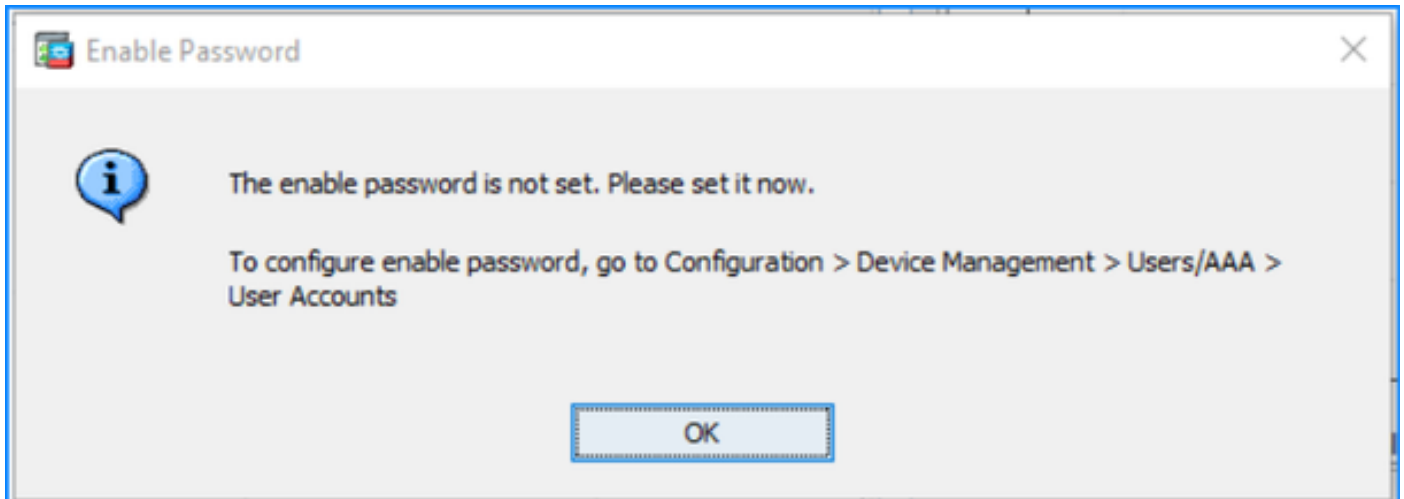 Enable Password
The enable password is not set. Please set it now.
To configure enable password, go to Configuration > Device Management > Users/AAA >
User Accounts
OK